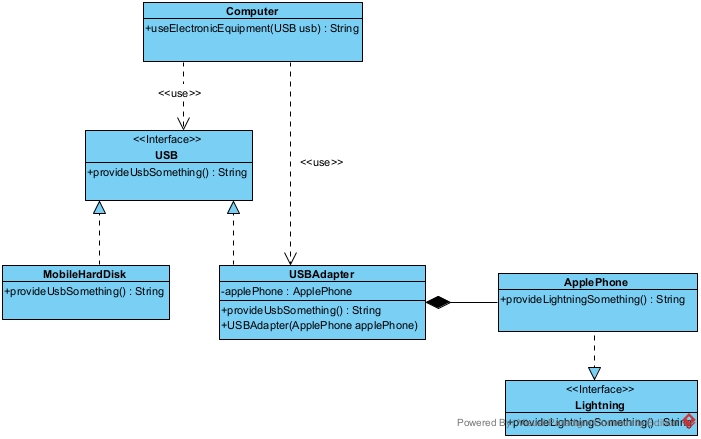 Computer
+useElectronicEquipment(USB usb) : String
<<use>>
<<Interface>>
USB
+provideUsbSomething() : String
<<use>>
MobileHardDisk
+provideUsbSomething() : String
USBAdapter
-applePhone : ApplePhone
+provideUsbSomething() : String
+USBAdapter(ApplePhone applePhone)
ApplePhone
+provideLightningSomething() : String
<<Interface>>
Lightning
+provideLightningSomething() : String
Powered By